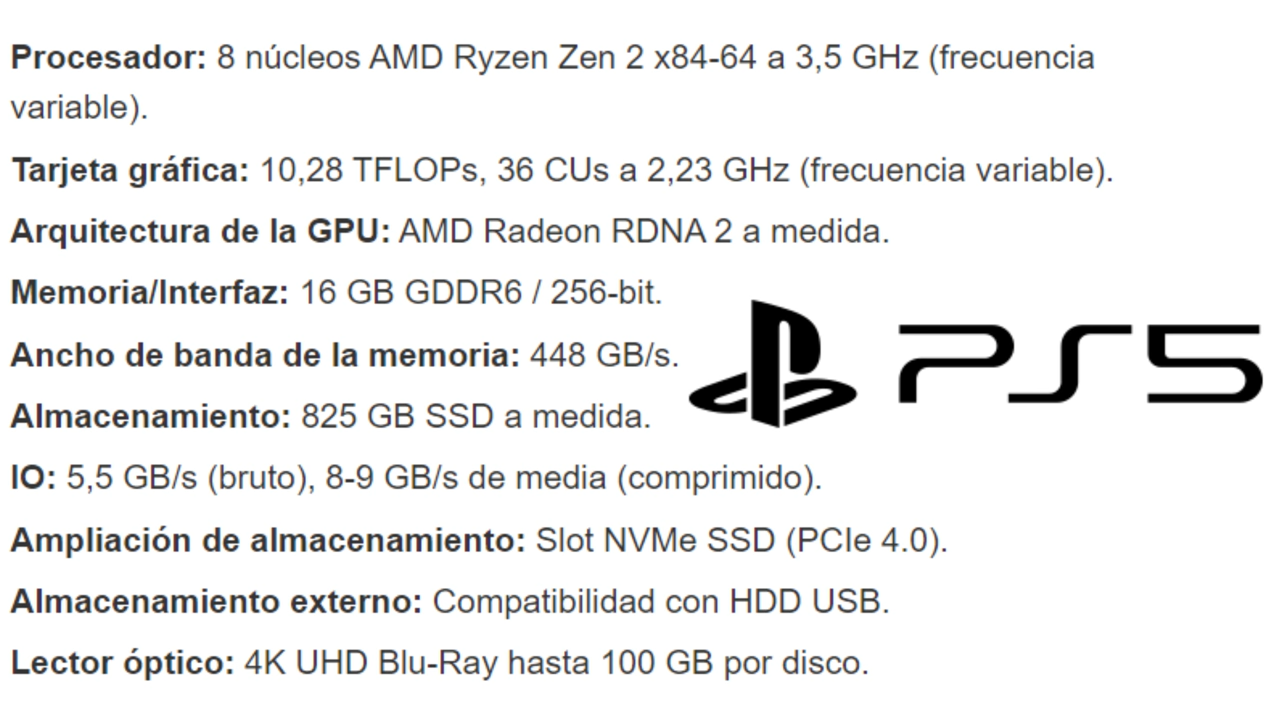 Procesador: 8 núcleos AMD Ryzen Zen 2 x84-64 a 3,5 GHz (frecuencia
variable).
Tarjeta gráfica: 10,28 TFLOPs, 36 CUs a 2,23 GHz (frecuencia variable).
Arquitectura de la GPU: AMD Radeon RDNA 2 a medida.
Memoria/Interfaz: 16 GB GDDR6 / 256-bit.
Ancho de banda de la memoria: 448 GB/s.
PS5
Almacenamiento: 825 GB SSD a medida.
IO: 5,5 GB/s (bruto), 8-9 GB/s de media (comprimido).
Ampliación de almacenamiento: Slot NVMe SSD (PCIe 4.0).
Almacenamiento externo: Compatibilidad con HDD USB.
Lector óptico: 4K UHD Blu-Ray hasta 100 GB por disco.